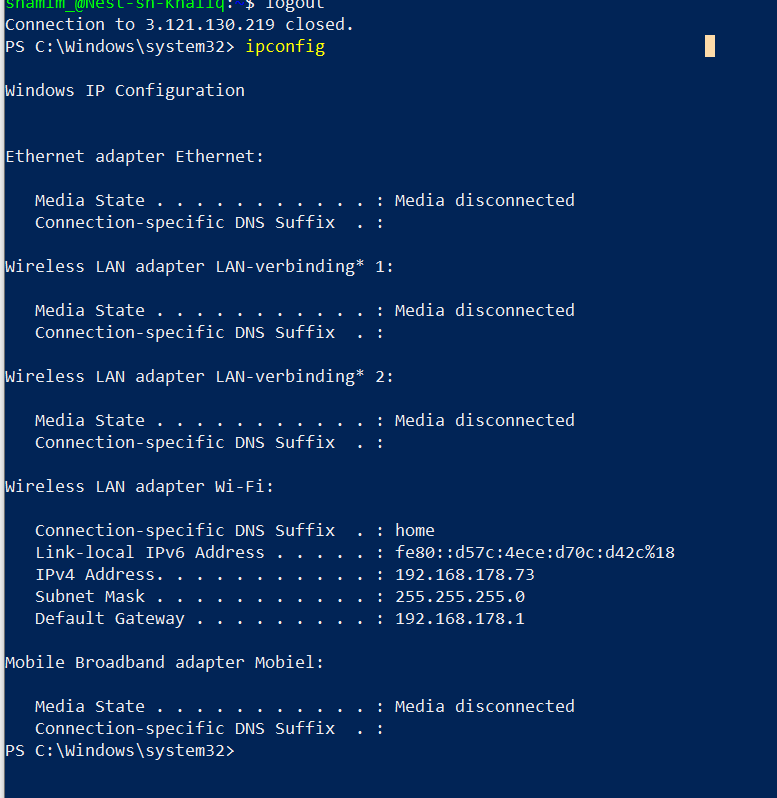 shamim_@Nest-sh-khaliq: $ logout
Connection to 3.121.130.219 closed.
PS C:\Windows\system32> ipconfig
Windows IP Configuration
Ethernet adapter Ethernet:
Media State . . . . . . . . . . . : Media disconnected
Connection-specific DNS Suffix  . :
Wireless LAN adapter LAN-verbinding* 1:
Media State . . . . . . . . . . . : Media disconnected
Connection-specific DNS Suffix  . :
Wireless LAN adapter LAN-verbinding* 2:
Media State . . . . . . . . . . . : Media disconnected
Connection-specific DNS Suffix  . :
Wireless LAN adapter Wi-Fi:
Connection-specific DNS Suffix  . : home
Link-local IPv6 Address . . . . . : fe80::d57c:4ece:d70c:d42c%18
IPv4 Address. . . . . . . . . . . : 192.168.178.73
Subnet Mask . . . . . . . . . . . : 255.255.255.0
Default Gateway . . . . . . . . . : 192.168.178.1
Mobile Broadband adapter Mobiel:
Media State . . . . . . . . . . . : Media disconnected
Connection-specific DNS Suffix  . :
PS C:\Windows\system32>